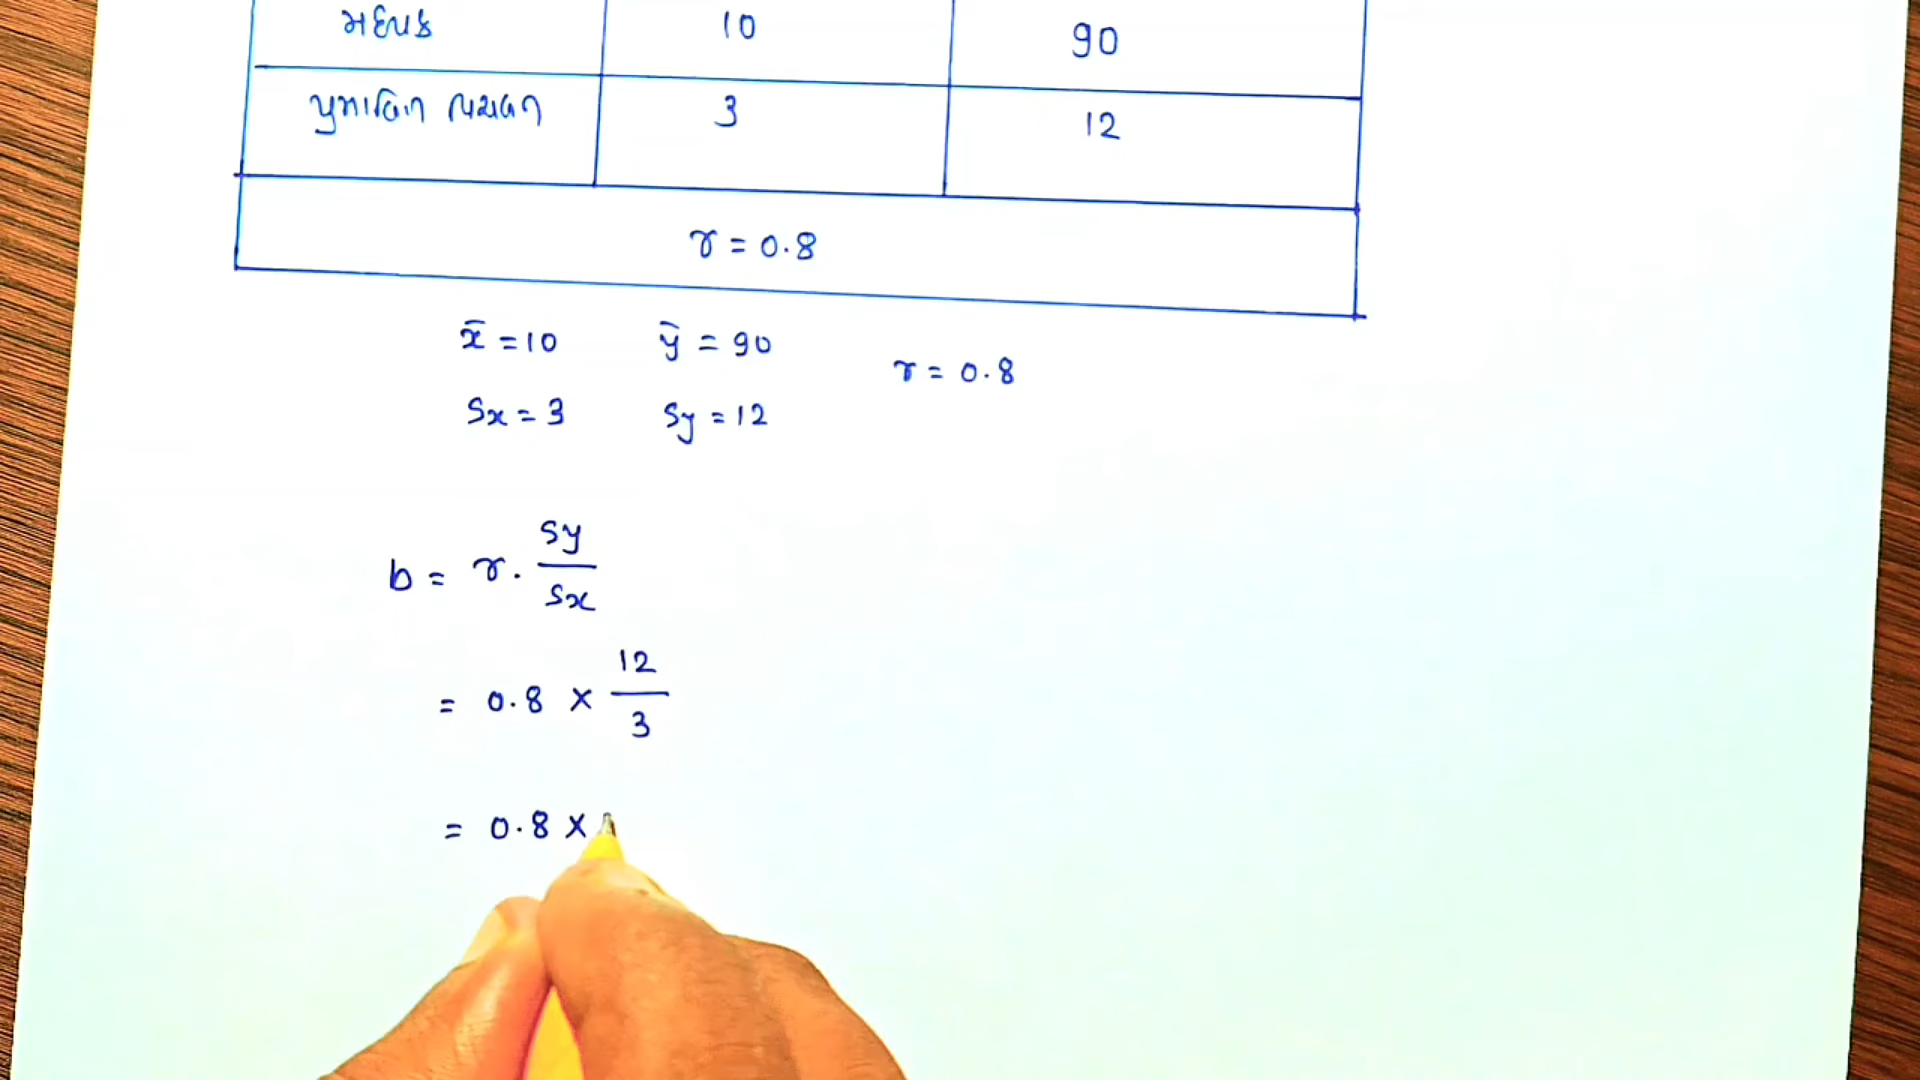 મધ્યક 10 90
પ્રમાણિત વિચલન 3 12
r = 0.8
x̄ = 10 ȳ = 90 r = 0.8
Sx = 3 Sy = 12
b = r. Sy/Sx
= 0.8 × 12/3
= 0.8 ×